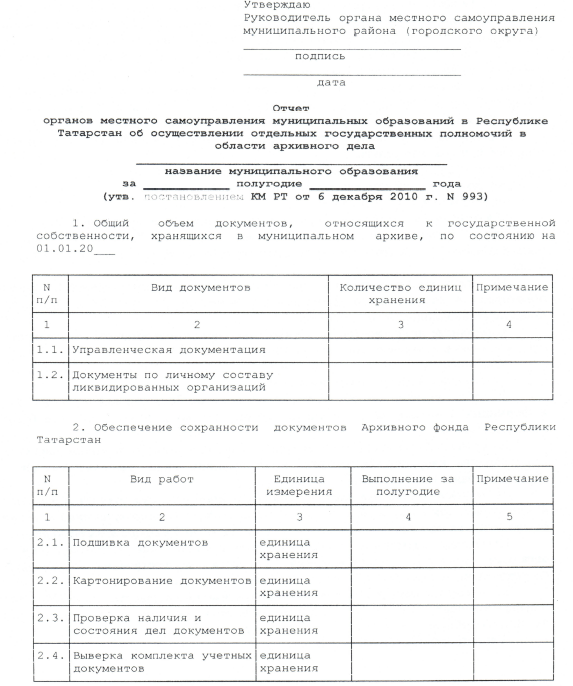 Утверждаю
Руководитель органа местного самоуправления
муниципального района (городского округа)
подпись
дата
Отчет
органов местного самоуправления муниципальных образований в Республике
Татарстан об осуществлении отдельных государственных полномочий в
области архивного дела
название муниципального образования
за ____________ полугодие ________________ года
(утв. постановлением КМ РТ от 6 декабря 2010 г. N 993)
1. Общий объем документов, относящихся к государственной
собственности, хранящихся в муниципальном архиве, по состоянию на
01.01.20___
N п/п Вид документов Количество единиц хранения Примечание
1 2 3 4
1.1. Управленческая документация
1.2. Документы по личному составу
ликвидированных организаций
2. Обеспечение сохранности документов Архивного фонда Республики
Татарстан
N п/п Вид работ Единица измерения Выполнение за полугодие Примечание
1 2 3 4 5
2.1. Подшивка документов единица хранения
2.2. Картонирование документов единица хранения
2.3. Проверка наличия и состояния дел документов единица хранения
2.4. Выверка комплекта учетных документов единица хранения